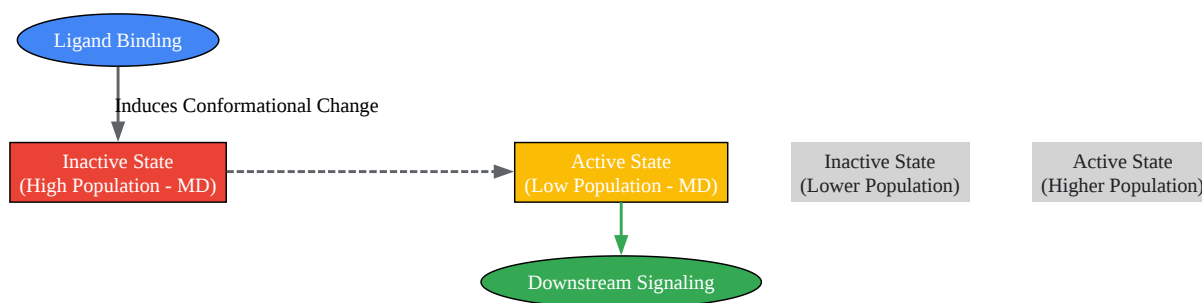 Ligand Binding
Induces Conformational Change
Inactive State
(High Population - MD)
Active State
(Low Population - MD)
Inactive State
(Lower Population)
Active State
(Higher Population)
Downstream Signaling